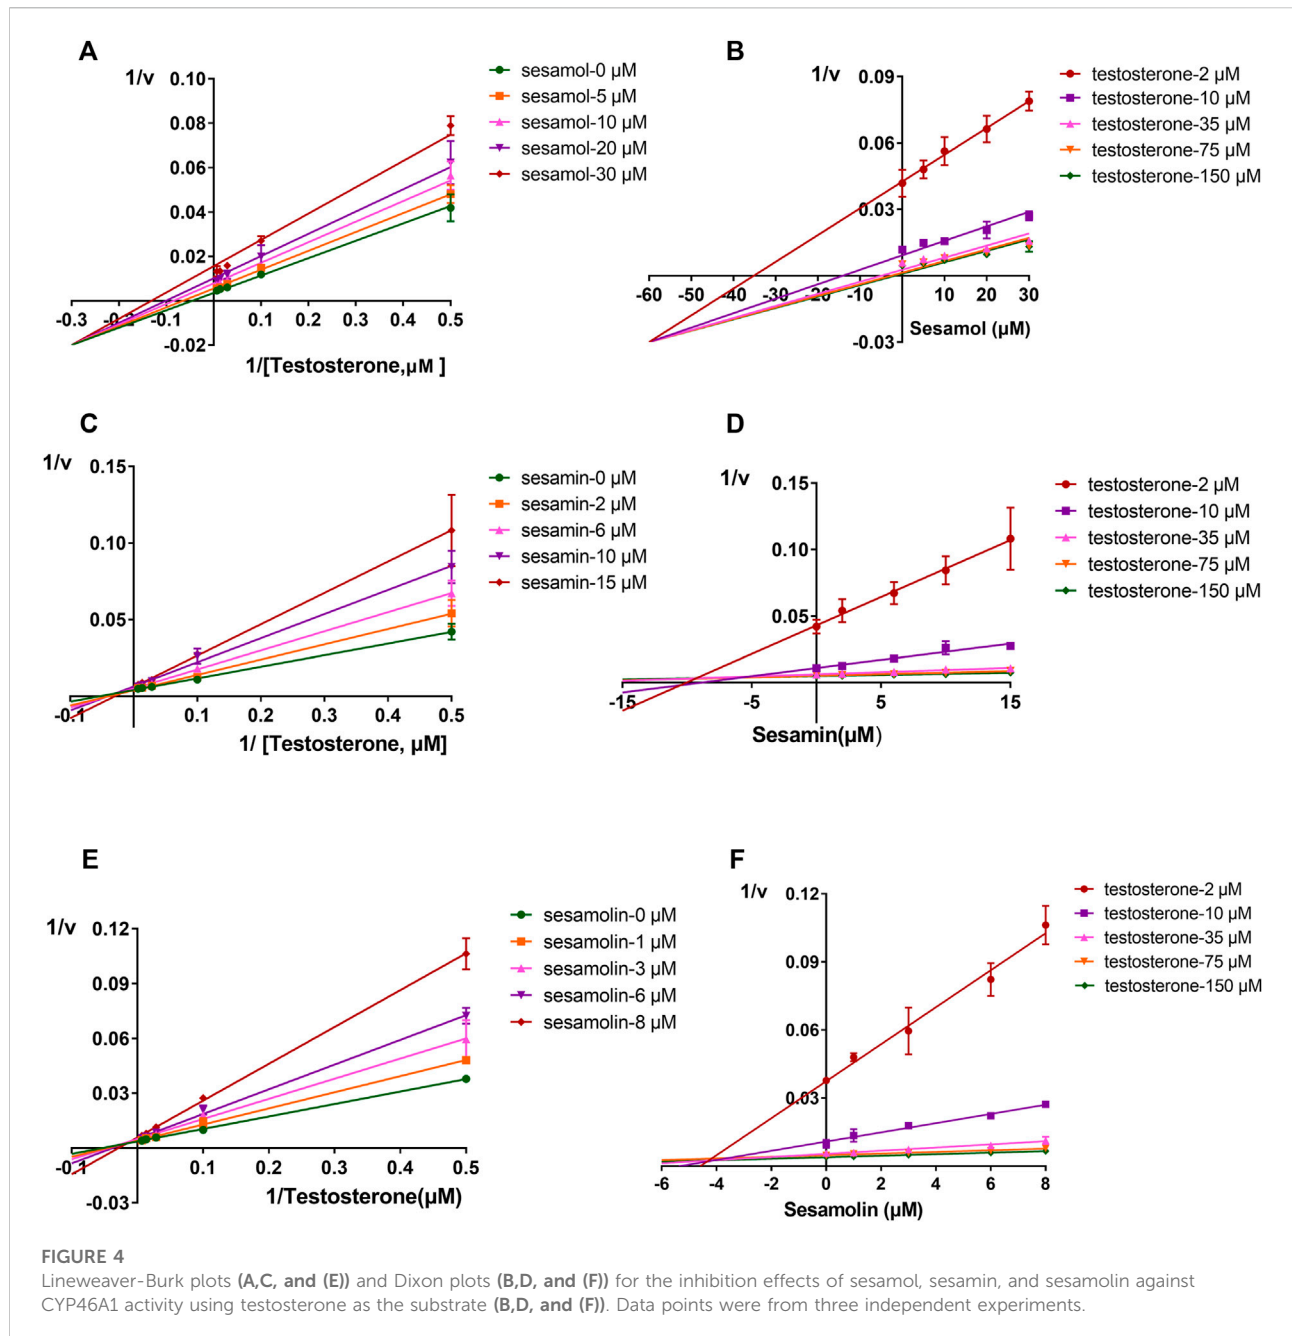 A
1/v
0.10
0.08
0.06
0.04
0.02
-0.02
-0.3
-0.2
-0.1
0.1
0.2
0.3
0.4
0.5
1/[Testosterone,µM ]
sesamol-0 µM
sesamol-5 µM
sesamol-10 µM
sesamol-20 µM
sesamol-30 µM
B
1/v
0.09
0.06
0.03
-0.03
-60
-50
-40
-30
-20
-10
0
10
20
30
Sesamol (µM)
testosterone-2 µM
testosterone-10 µM
testosterone-35 µM
testosterone-75 µM
testosterone-150 µM
C
1/v
0.15
0.10
0.05
-0.1
0.1
0.2
0.3
0.4
0.5
1/ [Testosterone, µM]
sesamin-0 µM
sesamin-2 µM
sesamin-6 µM
sesamin-10 µM
sesamin-15 µM
D
1/v
0.15
0.10
0.05
-15
-5
5
15
Sesamin(µM)
testosterone-2 µM
testosterone-10 µM
testosterone-35 µM
testosterone-75 µM
testosterone-150 µM
E
1/v
0.12
0.09
0.06
0.03
-0.03
-0.1
0.1
0.2
0.3
0.4
0.5
1/Testosterone(µM)
sesamolin-0 µM
sesamolin-1 µM
sesamolin-3 µM
sesamolin-6 µM
sesamolin-8 µM
F
1/v
0.12
0.09
0.06
0.03
-6
-4
-2
0
2
4
6
8
Sesamolin (µM)
testosterone-2 µM
testosterone-10 µM
testosterone-35 µM
testosterone-75 µM
testosterone-150 µM
FIGURE 4
Lineweaver-Burk plots (A,C, and (E)) and Dixon plots (B,D, and (F)) for the inhibition effects of sesamol, sesamin, and sesamolin against
CYP46A1 activity using testosterone as the substrate (B,D, and (F)). Data points were from three independent experiments.